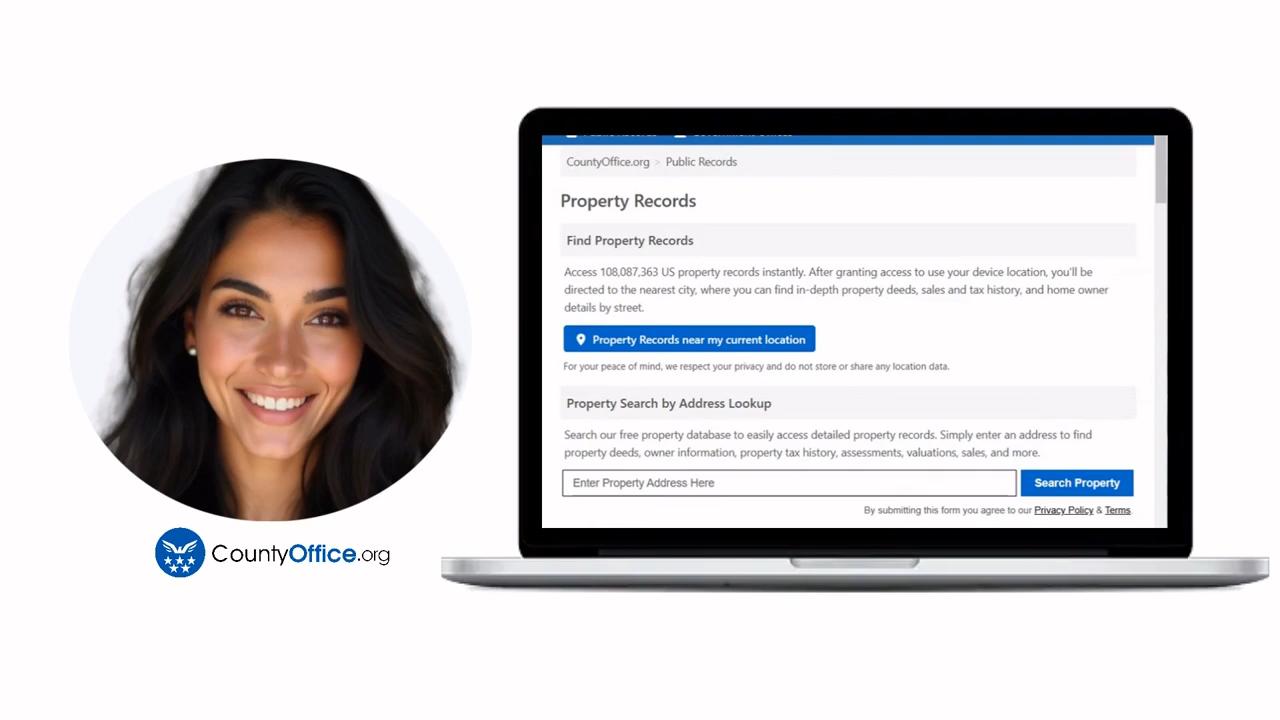 CountyOffice.org > Public Records
Property Records
Find Property Records
Access 108,087,363 US property records instantly. After granting access to use your device location, you'll be
directed to the nearest city, where you can find in-depth property deeds, sales and tax history, and home owner
details by street.
Property Records near my current location
For your peace of mind, we respect your privacy and do not store or share any location data.
Property Search by Address Lookup
Search our free property database to easily access detailed property records. Simply enter an address to find
property deeds, owner information, property tax history, assessments, valuations, sales, and more.
Enter Property Address Here
Search Property
By submitting this form you agree to our Privacy Policy & Terms.
CountyOffice.org